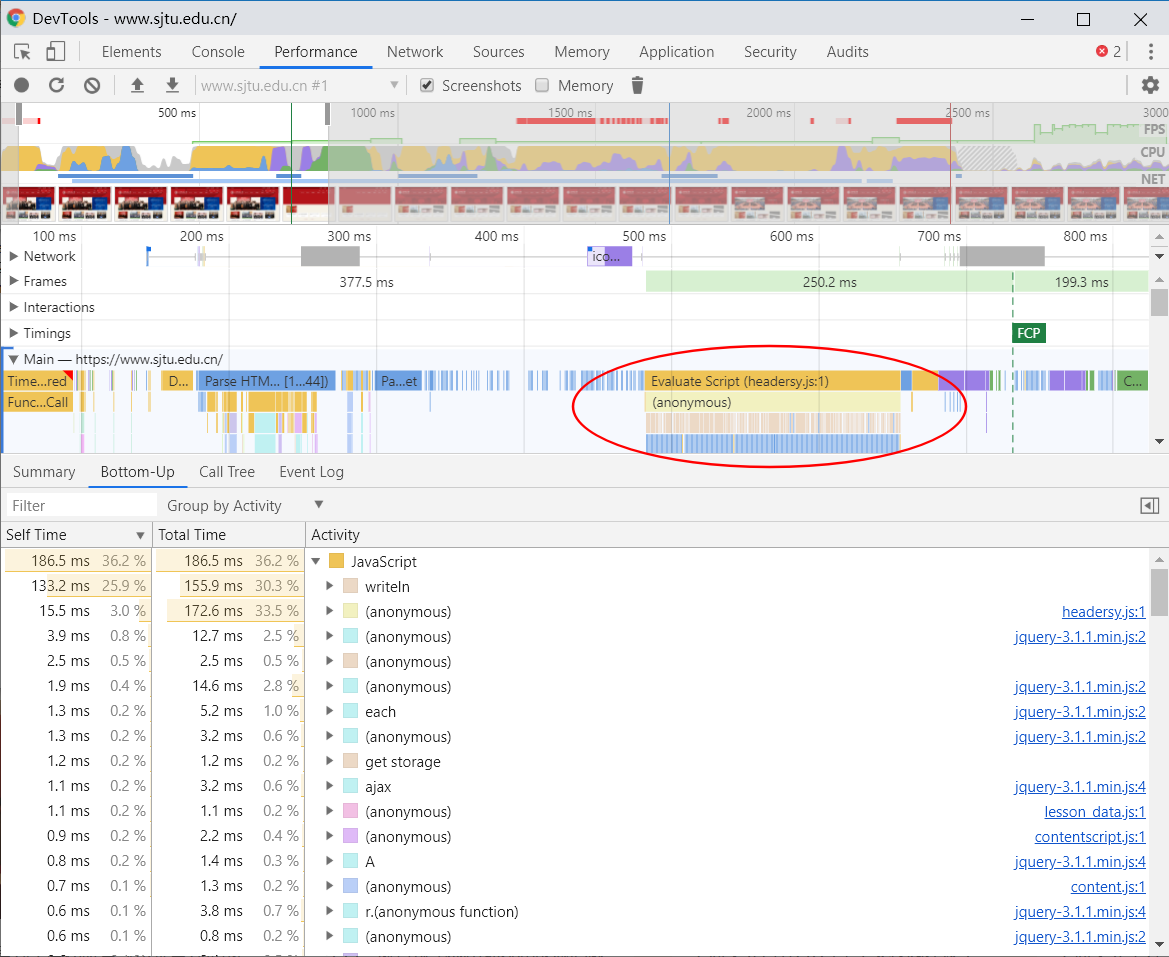 DevTools - www.sjtu.edu.cn/
Elements Console Performance Network Sources Memory Application Security Audits 2
www.sjtu.edu.cn #1 Screenshots Memory
500 ms 1000 ms 1500 ms 2000 ms 2500 ms 3000
FPS
CPU
NET
100 ms 200 ms 300 ms 400 ms 500 ms 600 ms 700 ms 800 ms
Network ico...
Frames 377.5 ms 250.2 ms 199.3 ms
Interactions
Timings FCP
Main — https://www.sjtu.edu.cn/
Time...red D... Parse HTM... [1...44]) Pa...et Evaluate Script (headersy.js:1) C...
Func...Call (anonymous)
Summary Bottom-Up Call Tree Event Log
Filter Group by Activity
Self Time Total Time Activity
186.5 ms 36.2 % 186.5 ms 36.2 % JavaScript
133.2 ms 25.9 % 155.9 ms 30.3 % writeln
15.5 ms 3.0 % 172.6 ms 33.5 % (anonymous) headersy.js:1
3.9 ms 0.8 % 12.7 ms 2.5 % (anonymous) jquery-3.1.1.min.js:2
2.5 ms 0.5 % 2.5 ms 0.5 % (anonymous)
1.9 ms 0.4 % 14.6 ms 2.8 % (anonymous) jquery-3.1.1.min.js:2
1.3 ms 0.2 % 5.2 ms 1.0 % each jquery-3.1.1.min.js:2
1.3 ms 0.2 % 3.2 ms 0.6 % (anonymous) jquery-3.1.1.min.js:2
1.2 ms 0.2 % 1.2 ms 0.2 % get storage
1.1 ms 0.2 % 3.2 ms 0.6 % ajax jquery-3.1.1.min.js:4
1.1 ms 0.2 % 1.1 ms 0.2 % (anonymous) lesson_data.js:1
0.9 ms 0.2 % 2.2 ms 0.4 % (anonymous) contentscript.js:1
0.8 ms 0.2 % 1.4 ms 0.3 % A jquery-3.1.1.min.js:4
0.7 ms 0.1 % 1.3 ms 0.2 % (anonymous) content.js:1
0.6 ms 0.1 % 3.8 ms 0.7 % r.(anonymous function) jquery-3.1.1.min.js:4
0.6 ms 0.1 % 0.8 ms 0.2 % (anonymous) jquery-3.1.1.min.js:2